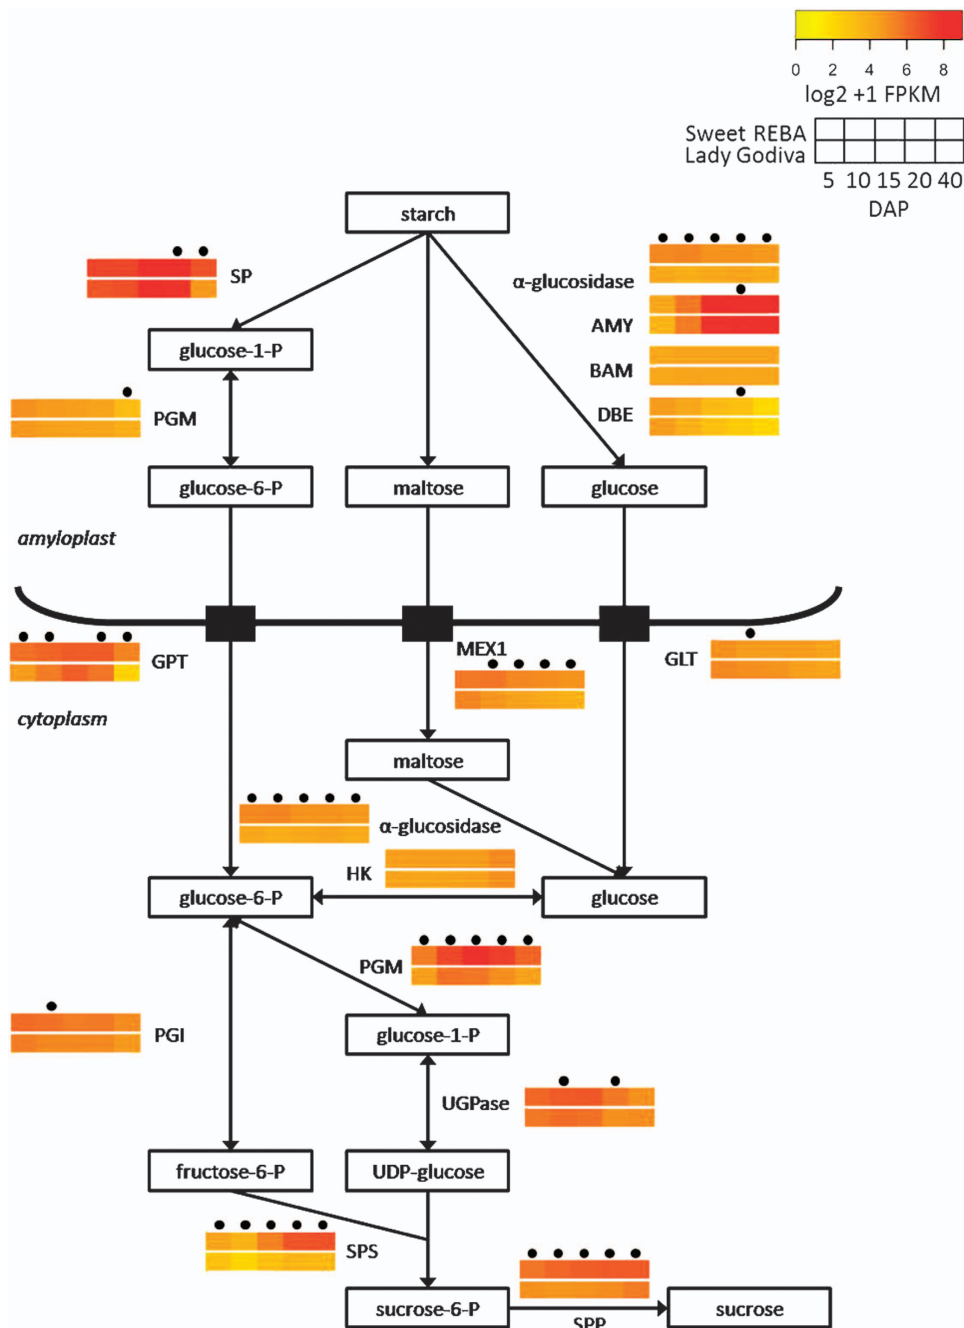 0 2 4 6 8
log2 +1 FPKM
Sweet REBA
Lady Godiva
5 10 15 20 40
DAP
starch
SP
α-glucosidase
AMY
glucose-1-P
BAM
PGM
DBE
glucose-6-P
maltose
glucose
amyloplast
MEX1
GPT
GLT
cytoplasm
maltose
α-glucosidase
HK
glucose-6-P
glucose
PGM
PGI
glucose-1-P
UGPase
fructose-6-P
UDP-glucose
SPS
sucrose-6-P
sucrose
SPP